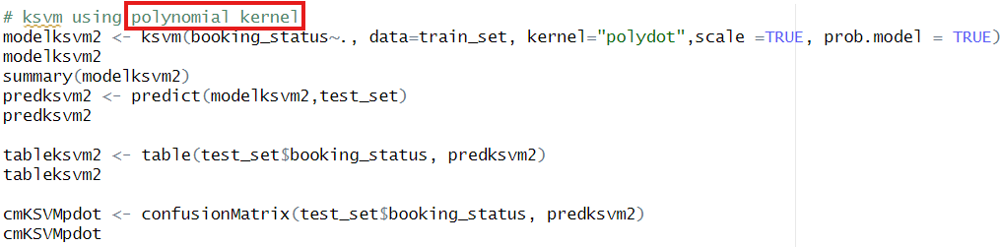 # ksvm using polynomial kernel
modelksvm2 <- ksvm(booking_status~., data=train_set, kernel="polydot",scale =TRUE, prob.model = TRUE)
modelksvm2
summary(modelksvm2)
predksvm2 <- predict(modelksvm2,test_set)
predksvm2
tableksvm2 <- table(test_set$booking_status, predksvm2)
tableksvm2
cmKSVMpdot <- confusionMatrix(test_set$booking_status, predksvm2)
cmKSVMpdot